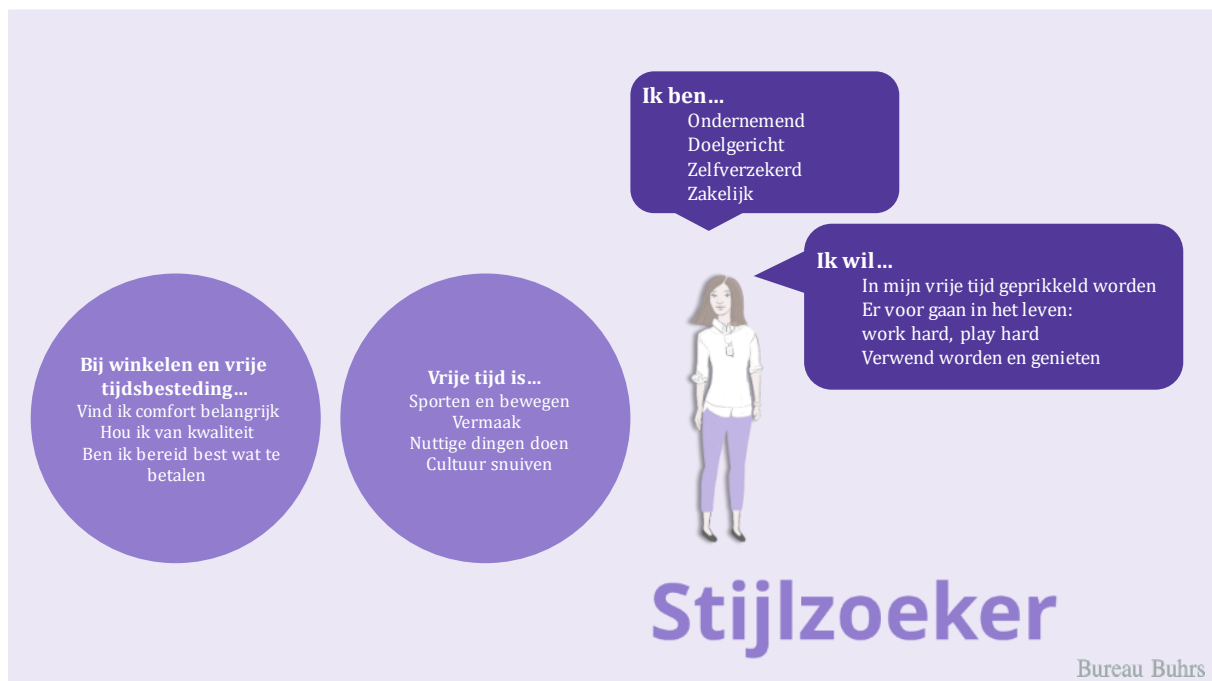 Ik ben…
Ondernemend
Doelgericht
Zelfverzekerd
Zakelijk
Ik wil…
In mijn vrije tijd geprikkeld worden
Er voor gaan in het leven:
work hard, play hard
Verwend worden en genieten
Bij winkelen en vrije
tijdsbesteding…
Vind ik comfort belangrijk
Hou ik van kwaliteit
Ben ik bereid best wat te
betalen
Vrije tijd is…
Sporten en bewegen
Vermaak
Nuttige dingen doen
Cultuur snuiven
Stijlzoeker
Bureau Buhrs